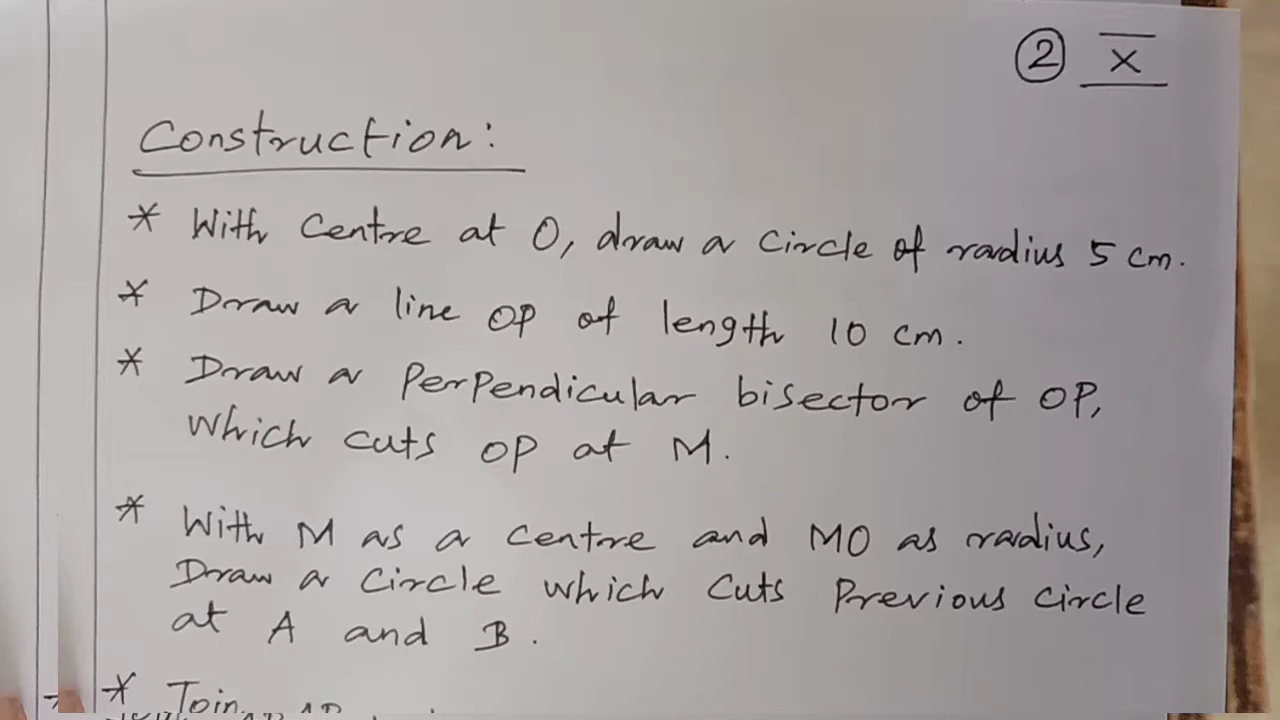 ② X
Construction:
* With Centre at O, draw a circle of radius 5 cm.
* Draw a line OP of length 10 cm.
* Draw a Perpendicular bisector of OP,
which cuts OP at M.
* With M as a centre and MO as radius,
Draw a circle which cuts Previous circle
at A and B.
* Join